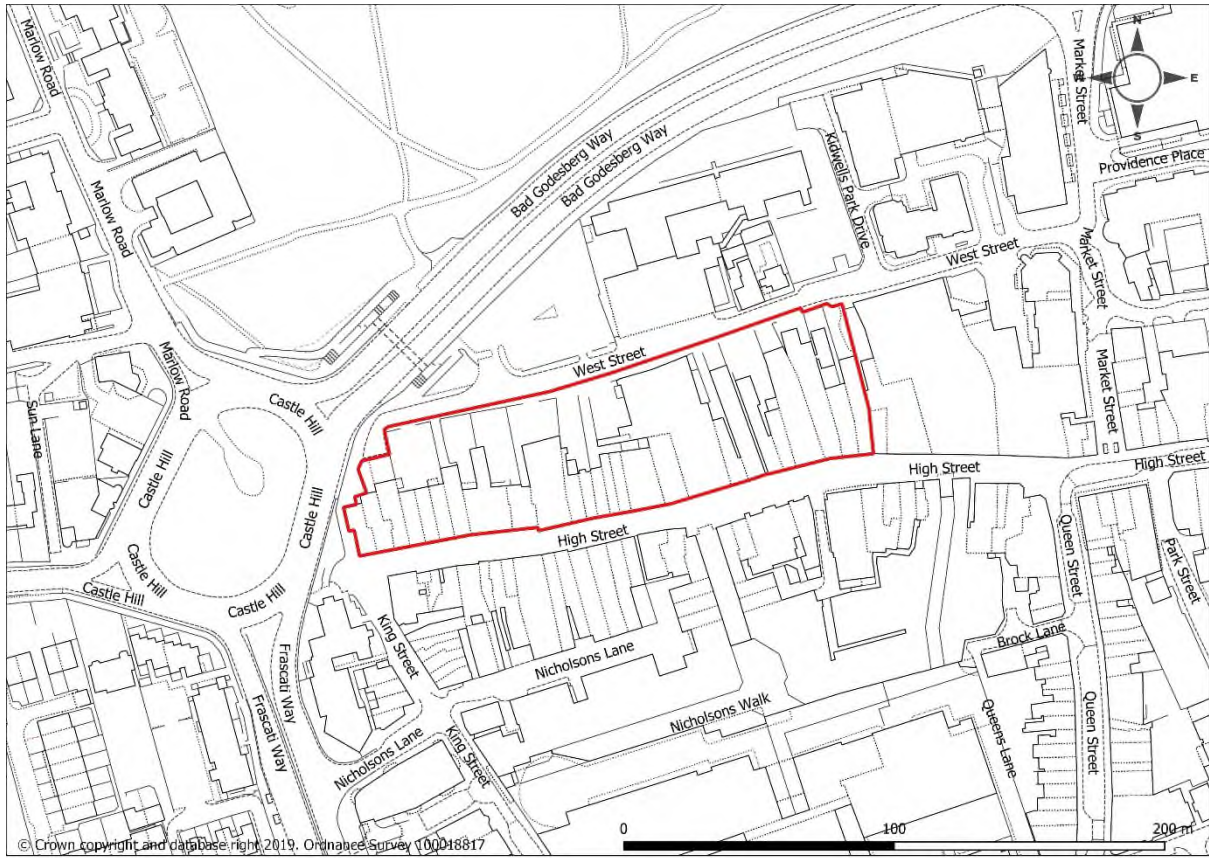 Marlow Road
Market Street
N
E
S
Bad Godesberg Way
Bad Godesberg Way
Kidwells Park Drive
Providence Place
Marlow Road
West Street
Market Street
Marlow Road
West Street
Market Street
Castle Hill
Sun Lane
Castle Hill
High Street
High Street
Castle Hill
High Street
Castle Hill
Castle Hill
Castle Hill
Queen Street
Park Street
King Street
Brock Lane
Nicholsons Lane
Frascati Way
Frascati Way
Nicholsons Walk
King Street
Nicholsons Lane
Queens Lane
Queen Street
© Crown copyright and database right 2019. Ordnance Survey 100018817
0
100
200 m